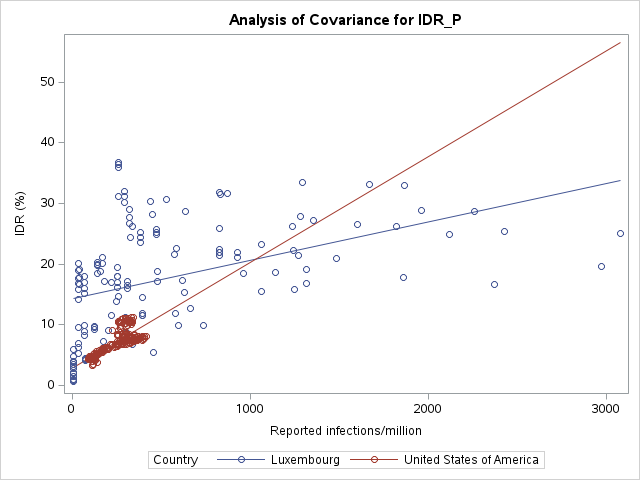 Analysis of Covariance for IDR_P
IDR (%)
50
40
30
20
10
0
0 1000 2000 3000
Reported infections/million
Country Luxembourg United States of America